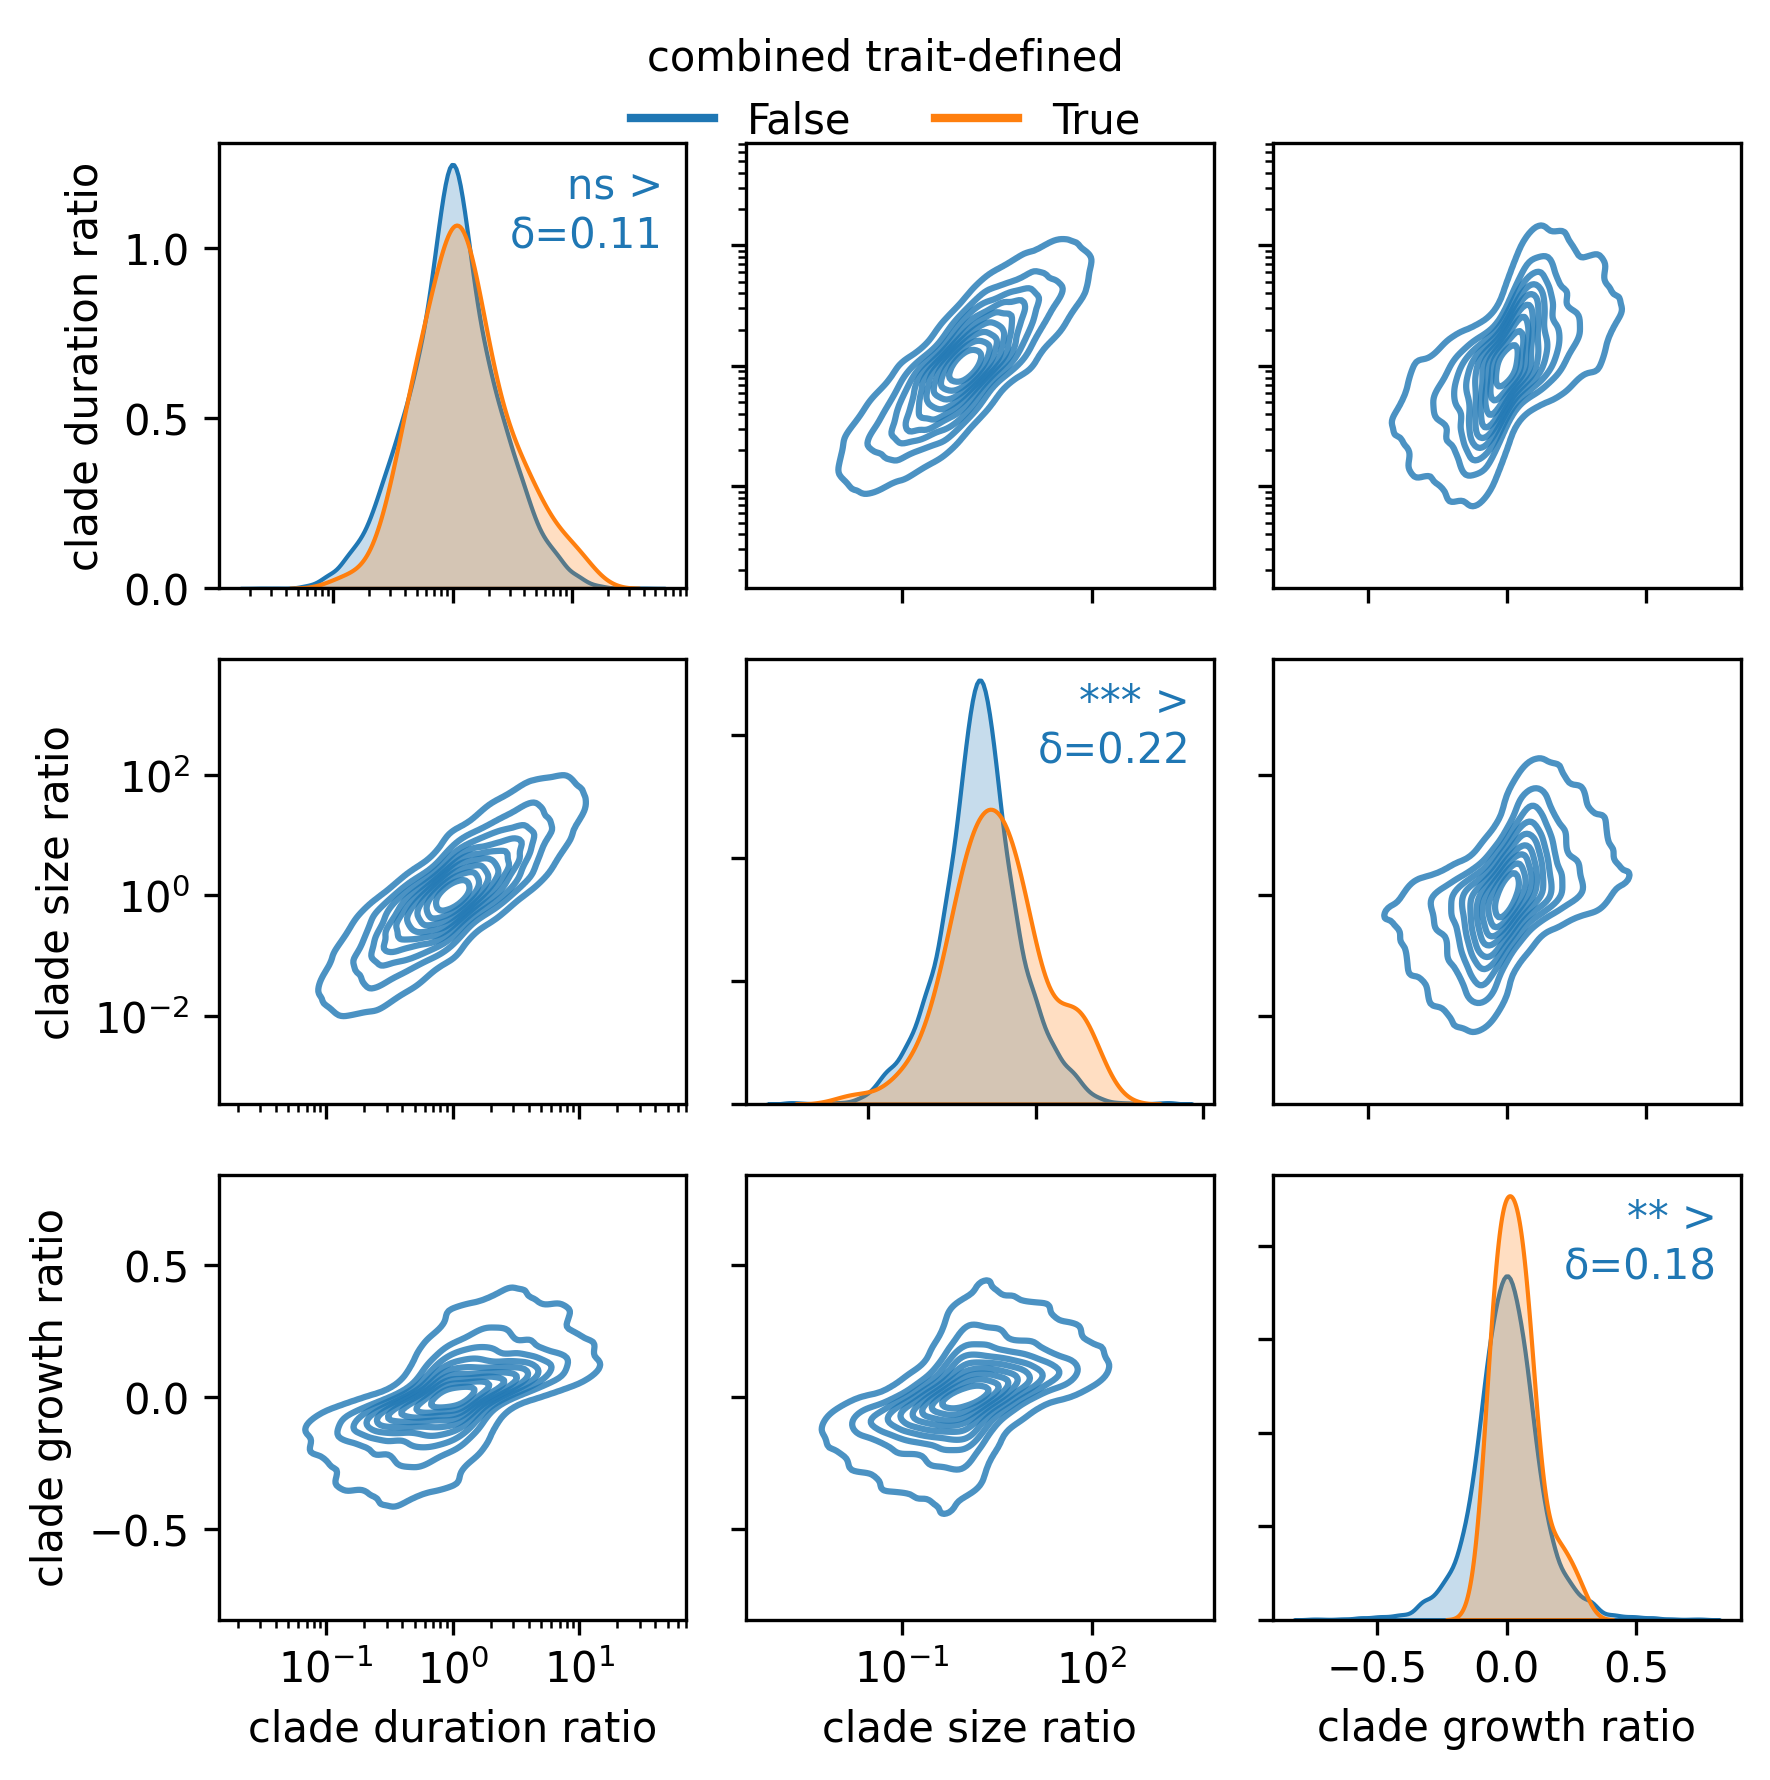 combined trait-defined
False True
clade duration ratio
1.0
0.5
0.0
ns >
δ=0.11
clade size ratio
10²
10⁰
10⁻²
*** >
δ=0.22
clade growth ratio
0.5
0.0
−0.5
** >
δ=0.18
10⁻¹ 10⁰ 10¹
clade duration ratio
10⁻¹ 10²
clade size ratio
−0.5 0.0 0.5
clade growth ratio